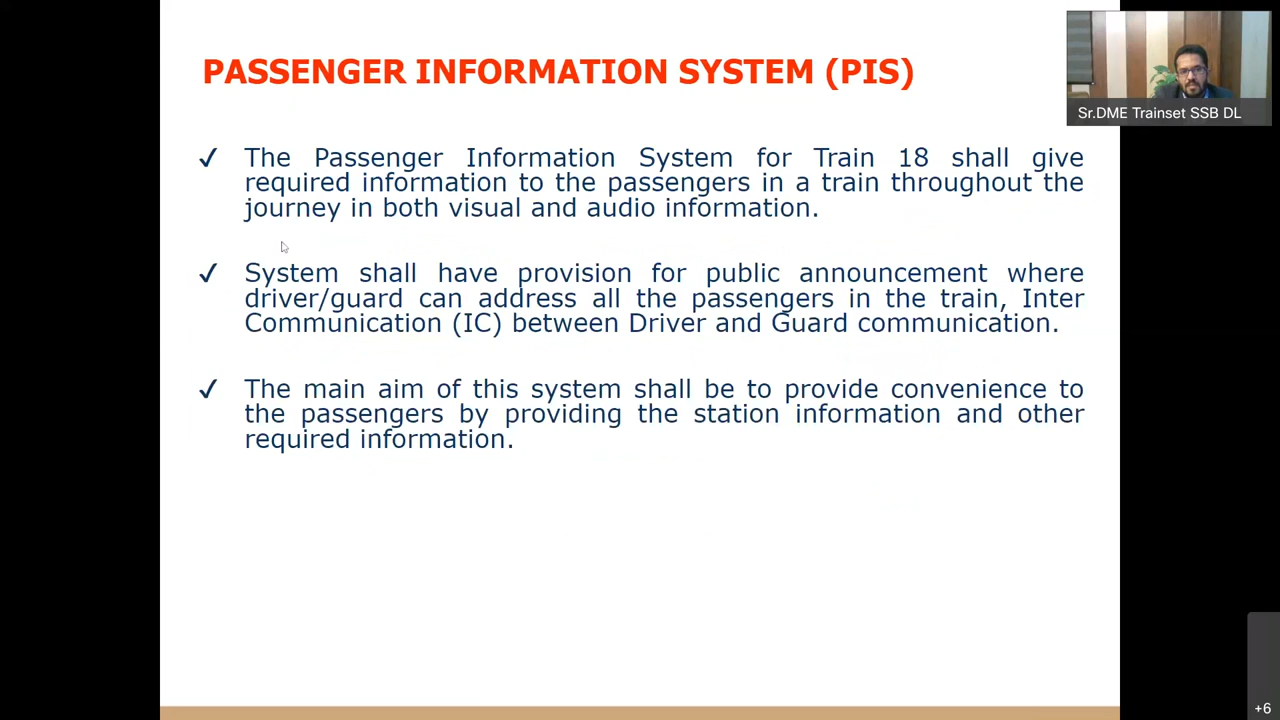 PASSENGER INFORMATION SYSTEM (PIS)
Sr.DME Trainset SSB DL
✓ The Passenger Information System for Train 18 shall give
required information to the passengers in a train throughout the
journey in both visual and audio information.
✓ System shall have provision for public announcement where
driver/guard can address all the passengers in the train, Inter
Communication (IC) between Driver and Guard communication.
✓ The main aim of this system shall be to provide convenience to
the passengers by providing the station information and other
required information.
+6